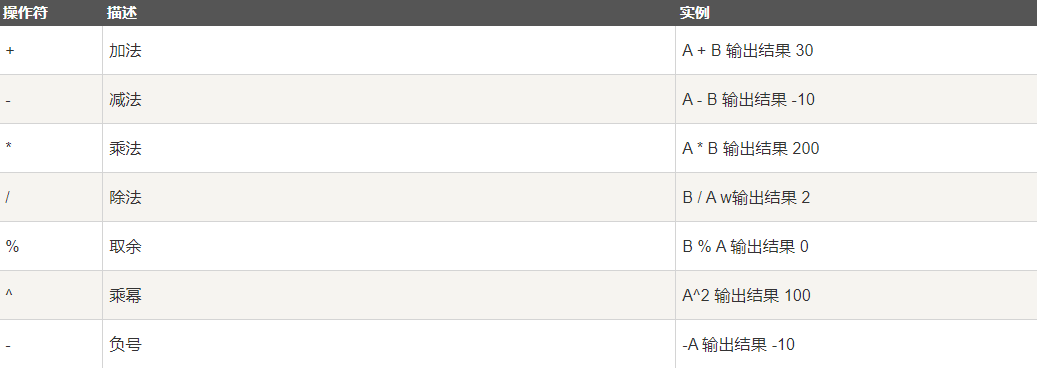 操作符 描述 实例
+ 加法 A + B 输出结果 30
- 减法 A - B 输出结果 -10
* 乘法 A * B 输出结果 200
/ 除法 B / A w输出结果 2
% 取余 B % A 输出结果 0
^ 乘幂 A^2 输出结果 100
- 负号 -A 输出结果 -10